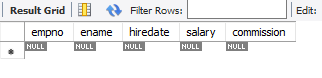 Result Grid Filter Rows: Edit:
empno ename hiredate salary commission
NULL NULL NULL NULL NULL